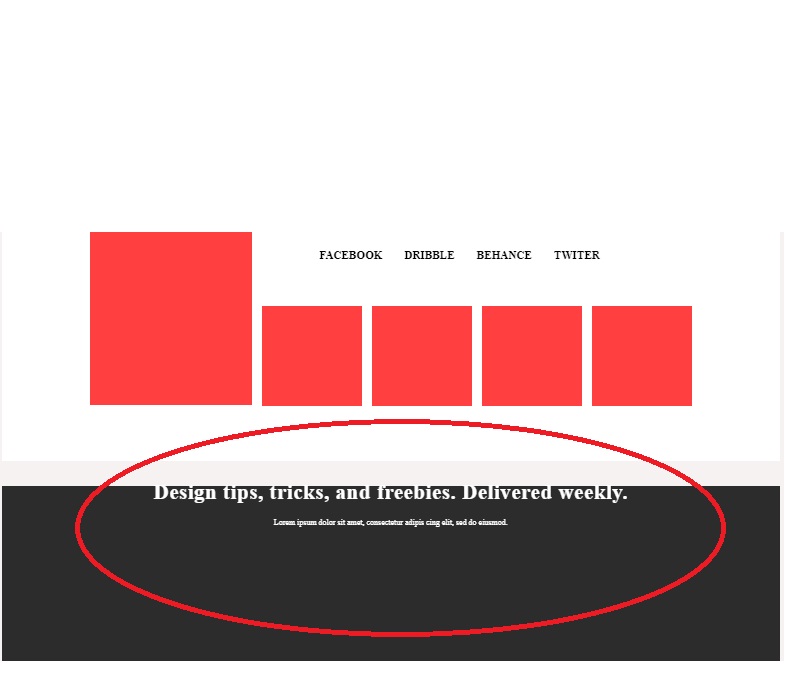 FACEBOOK DRIBBLE BEHANCE TWITER
Design tips, tricks, and freebies. Delivered weekly.
Lorem ipsum dolor sit amet, consectetur adipis cing elit, sed do eiusmod.